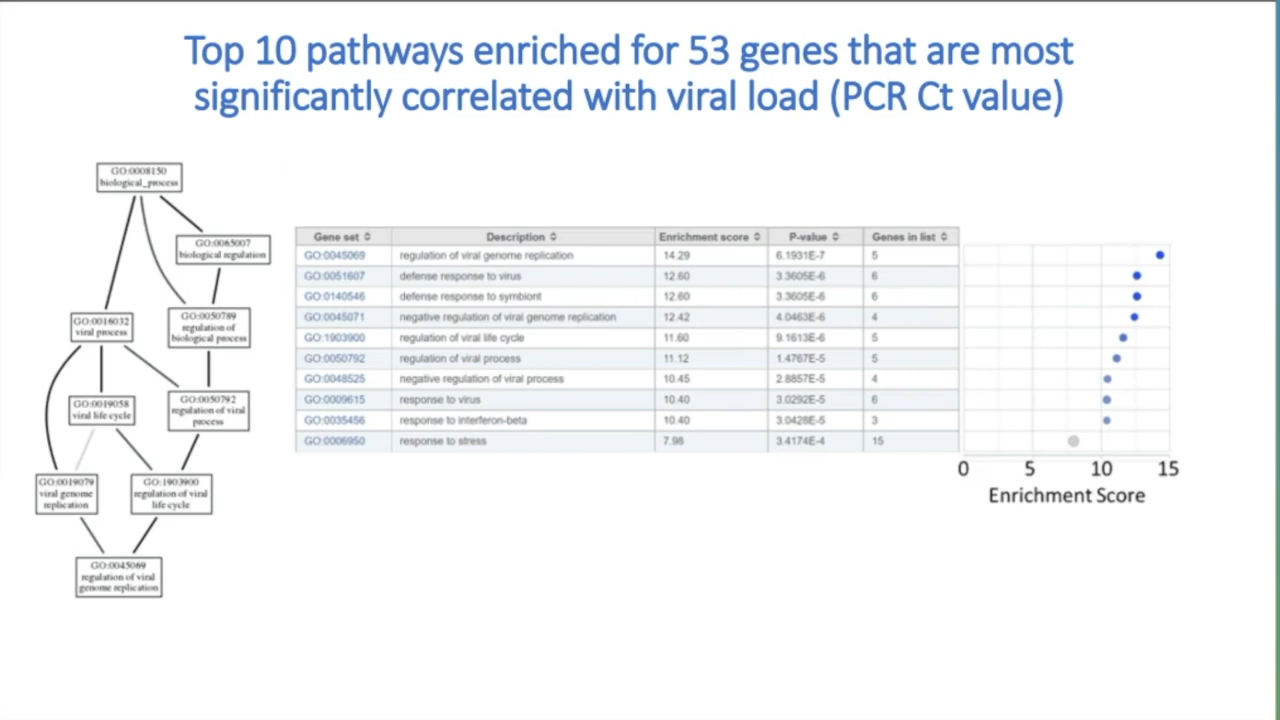 Top 10 pathways enriched for 53 genes that are most
significantly correlated with viral load (PCR Ct value)
GO:0008150
biological_process
GO:0065007
biological regulation
GO:0016032
viral process
GO:0050789
regulation of
biological process
GO:0019058
viral life cycle
GO:0050792
regulation of viral
process
GO:0019079
viral genome
replication
GO:1903900
regulation of viral
life cycle
GO:0045069
regulation of viral
genome replication
Gene set Description Enrichment score P-value Genes in list
GO:0045069 regulation of viral genome replication 14.29 6.1931E-7 5
GO:0051607 defense response to virus 12.60 3.3605E-6 6
GO:0140546 defense response to symbiont 12.60 3.3605E-6 6
GO:0045071 negative regulation of viral genome replication 12.42 4.0463E-6 4
GO:1903900 regulation of viral life cycle 11.60 9.1613E-6 5
GO:0050792 regulation of viral process 11.12 1.4767E-5 5
GO:0048525 negative regulation of viral process 10.45 2.8857E-5 4
GO:0009615 response to virus 10.40 3.0292E-5 6
GO:0035456 response to interferon-beta 10.40 3.0428E-5 3
GO:0006950 response to stress 7.98 3.4174E-4 15
0 5 10 15
Enrichment Score